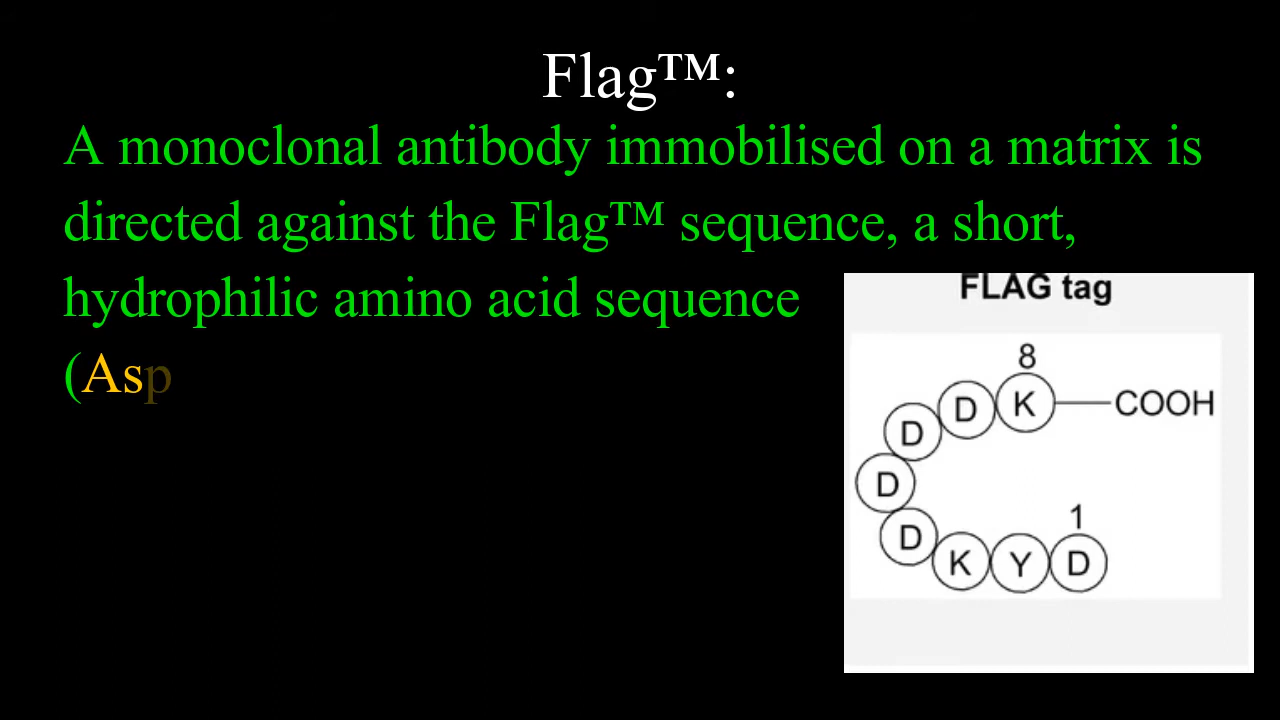 Flag™:
A monoclonal antibody immobilised on a matrix is
directed against the Flag™ sequence, a short,
hydrophilic amino acid sequence
(Asp
FLAG tag
8
D D K COOH
D
D
1
K Y D